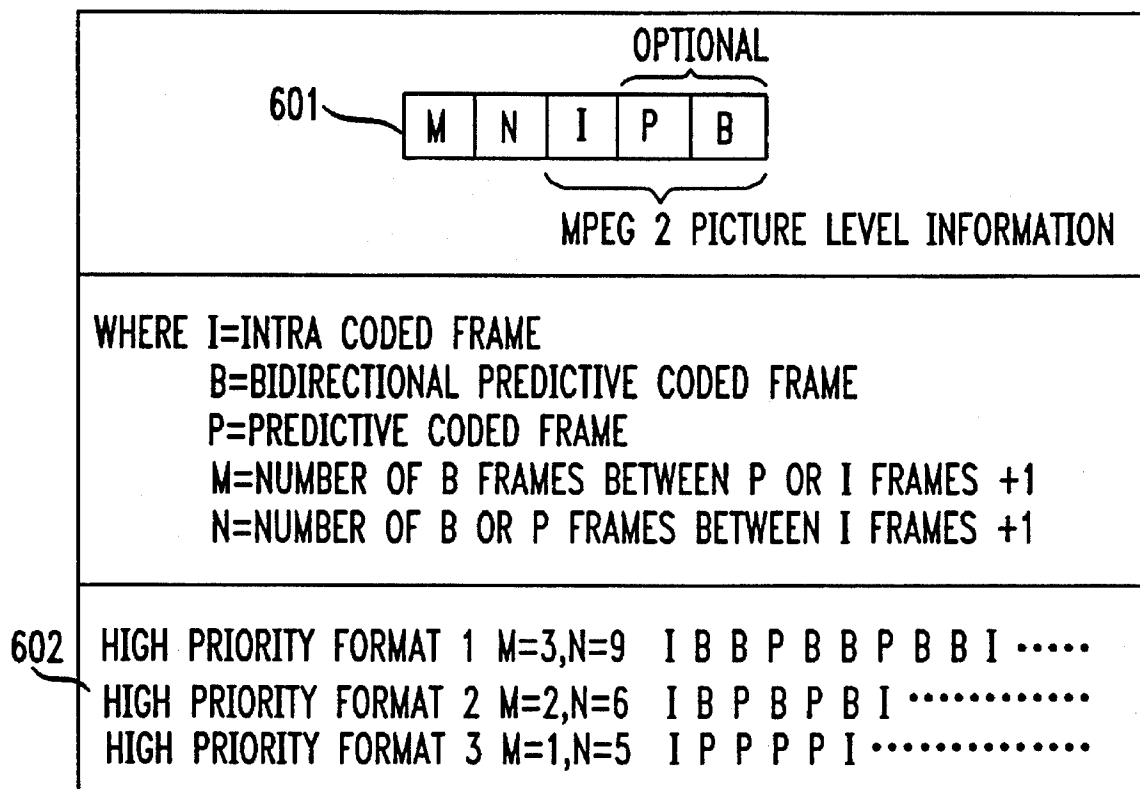 OPTIONAL
601 M N I P B
MPEG 2 PICTURE LEVEL INFORMATION
WHERE I=INTRA CODED FRAME
B=BIDIRECTIONAL PREDICTIVE CODED FRAME
P=PREDICTIVE CODED FRAME
M=NUMBER OF B FRAMES BETWEEN P OR I FRAMES +1
N=NUMBER OF B OR P FRAMES BETWEEN I FRAMES +1
602 HIGH PRIORITY FORMAT 1 M=3,N=9 I B B P B B P B B I ·····
HIGH PRIORITY FORMAT 2 M=2,N=6 I B P B P B I ············
HIGH PRIORITY FORMAT 3 M=1,N=5 I P P P P I ··············